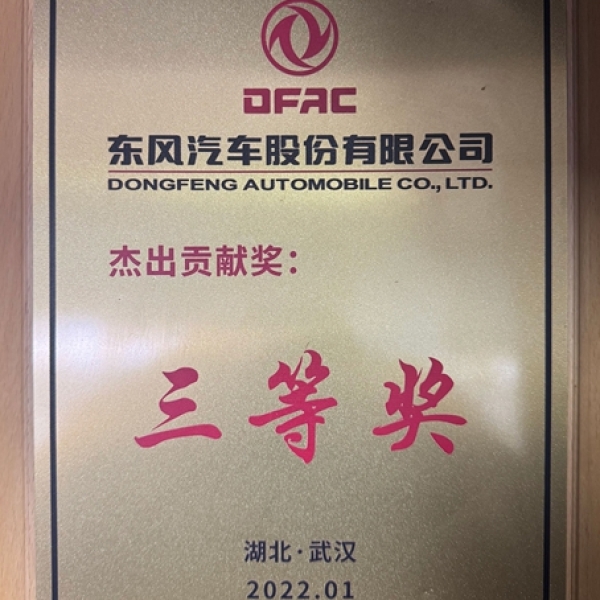 DFAC
东风汽车股份有限公司
DONGFENG AUTOMOBILE CO., LTD.
杰出贡献奖：
三等奖
湖北·武汉
2022.01